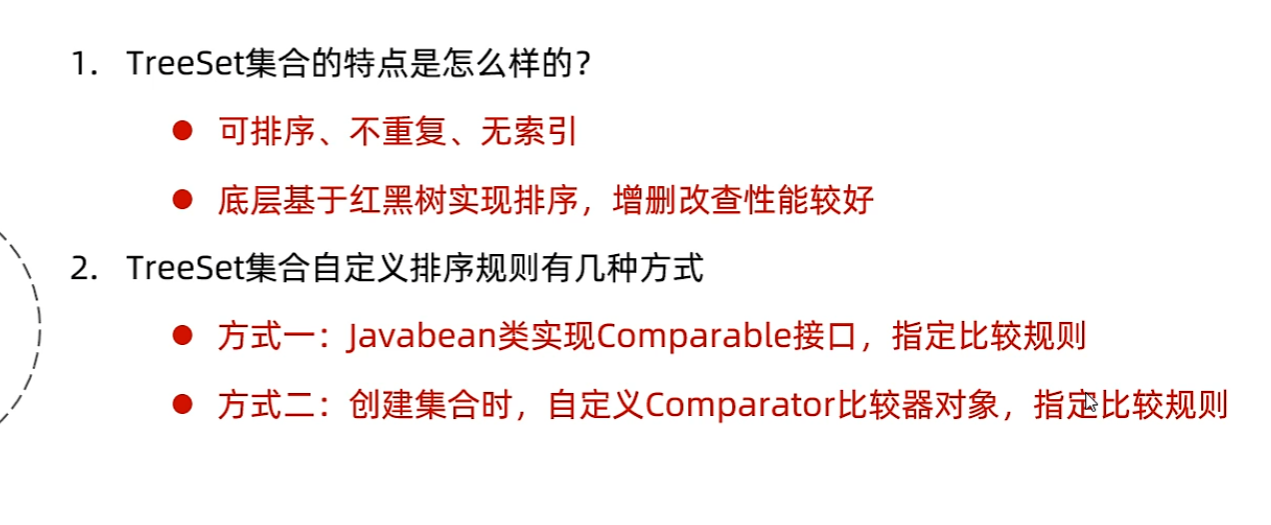 1. TreeSet集合的特点是怎么样的?
● 可排序、不重复、无索引
● 底层基于红黑树实现排序，增删改查性能较好
2. TreeSet集合自定义排序规则有几种方式
● 方式一：Javabean类实现Comparable接口，指定比较规则
● 方式二：创建集合时，自定义Comparator比较器对象，指定比较规则